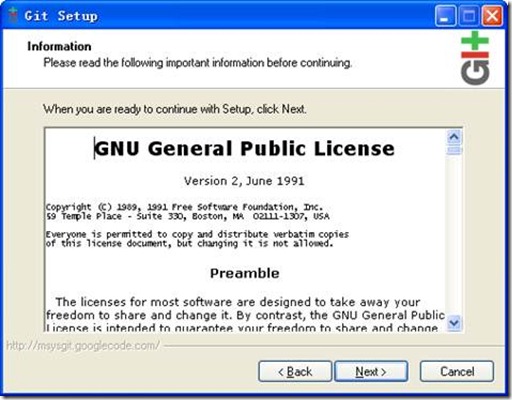 Git Setup
Information
Please read the following important information before continuing.
GIt
When you are ready to continue with Setup, click Next.
GNU General Public License
Version 2, June 1991
Copyright (C) 1989, 1991 Free Software Foundation, Inc.
59 Temple Place - Suite 330, Boston, MA  02111-1307, USA
Everyone is permitted to copy and distribute verbatim copies
of this license document, but changing it is not allowed.
Preamble
The licenses for most software are designed to take away your
freedom to share and change it. By contrast, the GNU General Public
License is intended to guarantee your freedom to share and change
http://msysgit.googlecode.com/
< Back
Next >
Cancel